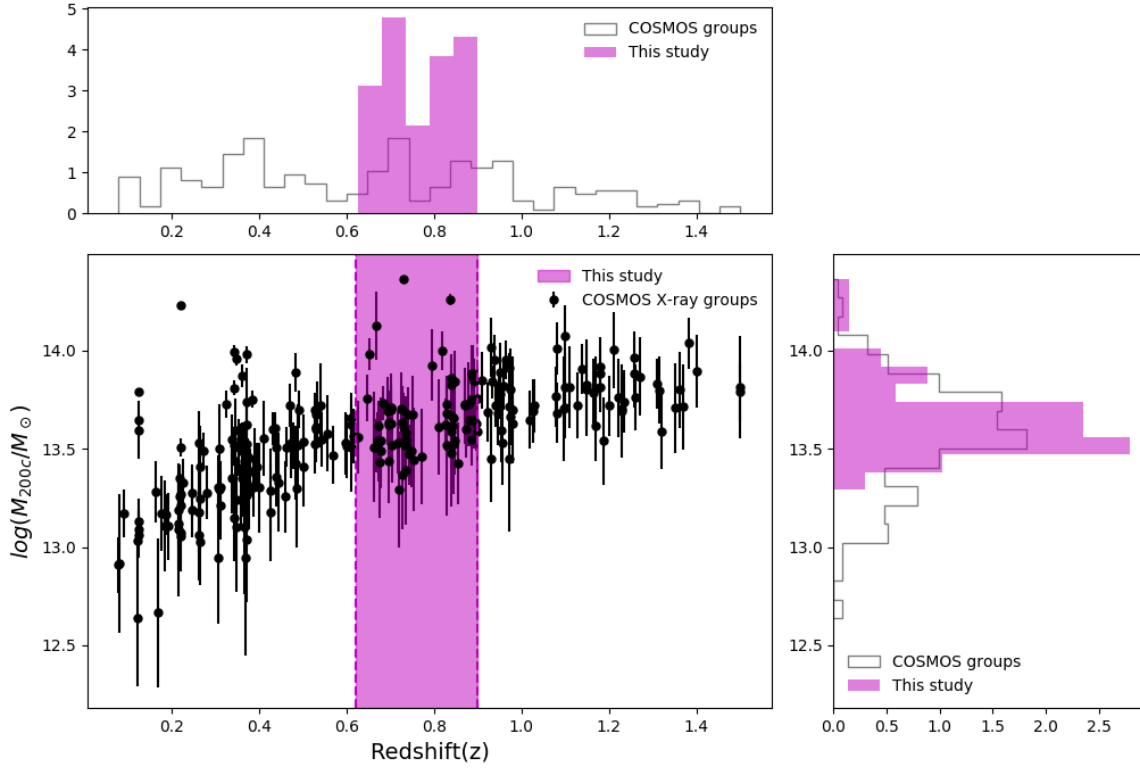 5
4
3
2
1
0
COSMOS groups
This study
0.2 0.4 0.6 0.8 1.0 1.2 1.4
This study
COSMOS X-ray groups
14.0
13.5
13.0
12.5
log(M200c/M⊙)
0.2 0.4 0.6 0.8 1.0 1.2 1.4
Redshift(z)
14.0
13.5
13.0
12.5
COSMOS groups
This study
0.0 0.5 1.0 1.5 2.0 2.5